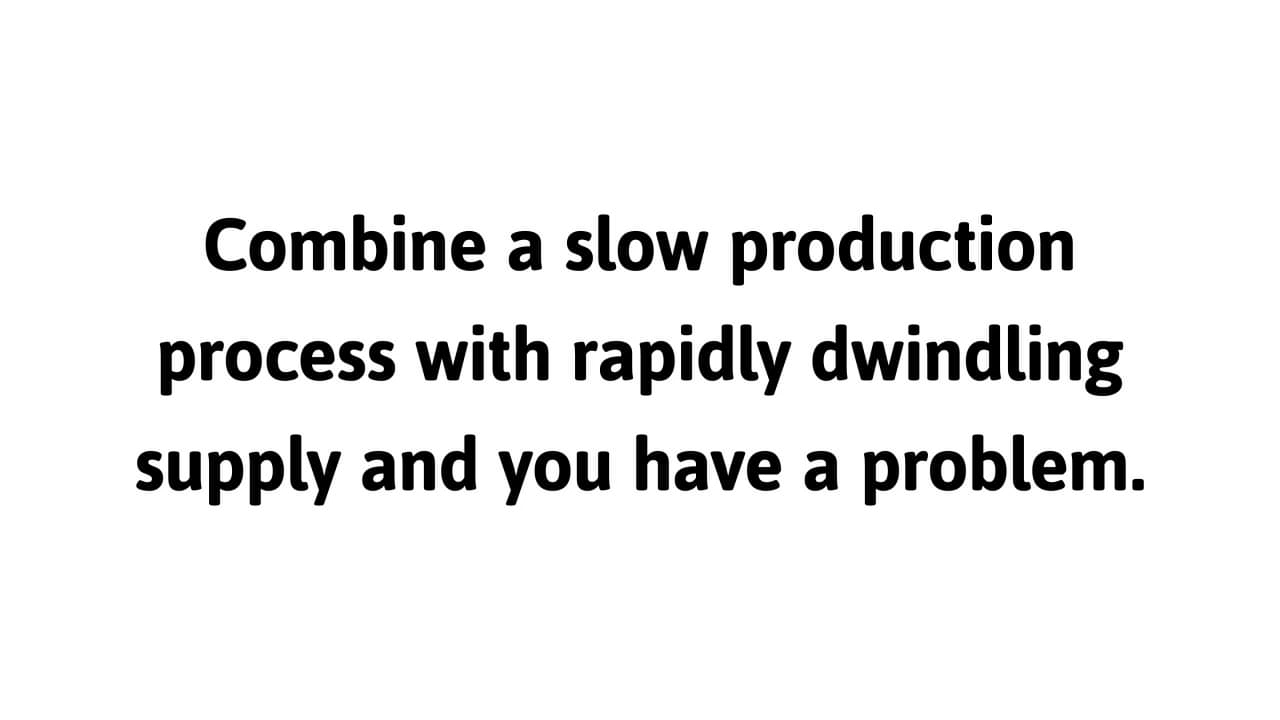 Combine a slow production
process with rapidly dwindling
supply and you have a problem.